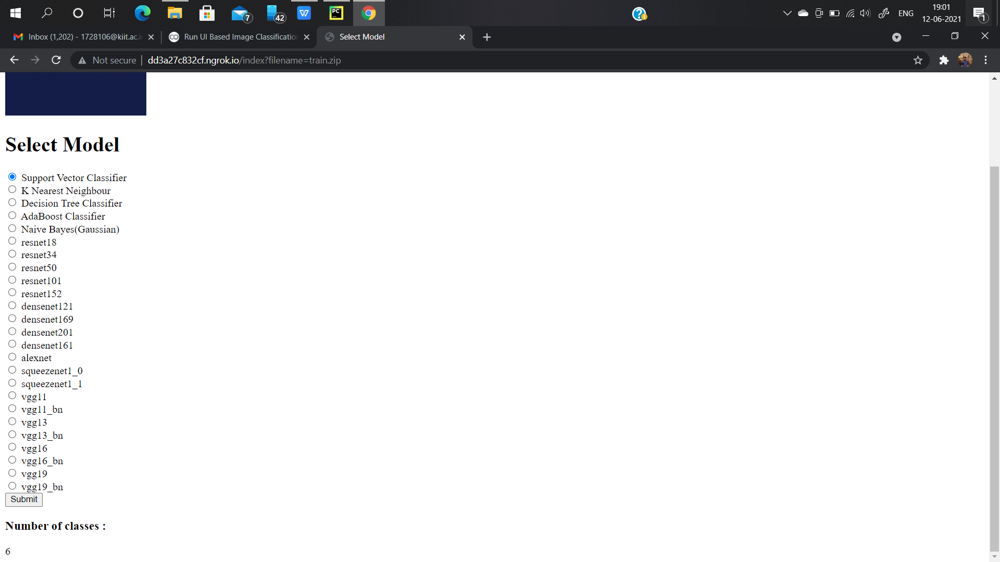 7
42
PC
ENG
19:01
12-06-2021
1
Inbox (1,202) - 1728106@kiit.ac.i
Run UI Based Image Classificatio
Select Model
Not secure
dd3a27c832cf.ngrok.io/index?filename=train.zip
Select Model
Support Vector Classifier
K Nearest Neighbour
Decision Tree Classifier
AdaBoost Classifier
Naive Bayes(Gaussian)
resnet18
resnet34
resnet50
resnet101
resnet152
densenet121
densenet169
densenet201
densenet161
alexnet
squeezenet1_0
squeezenet1_1
vgg11
vgg11_bn
vgg13
vgg13_bn
vgg16
vgg16_bn
vgg19
vgg19_bn
Submit
Number of classes :
6